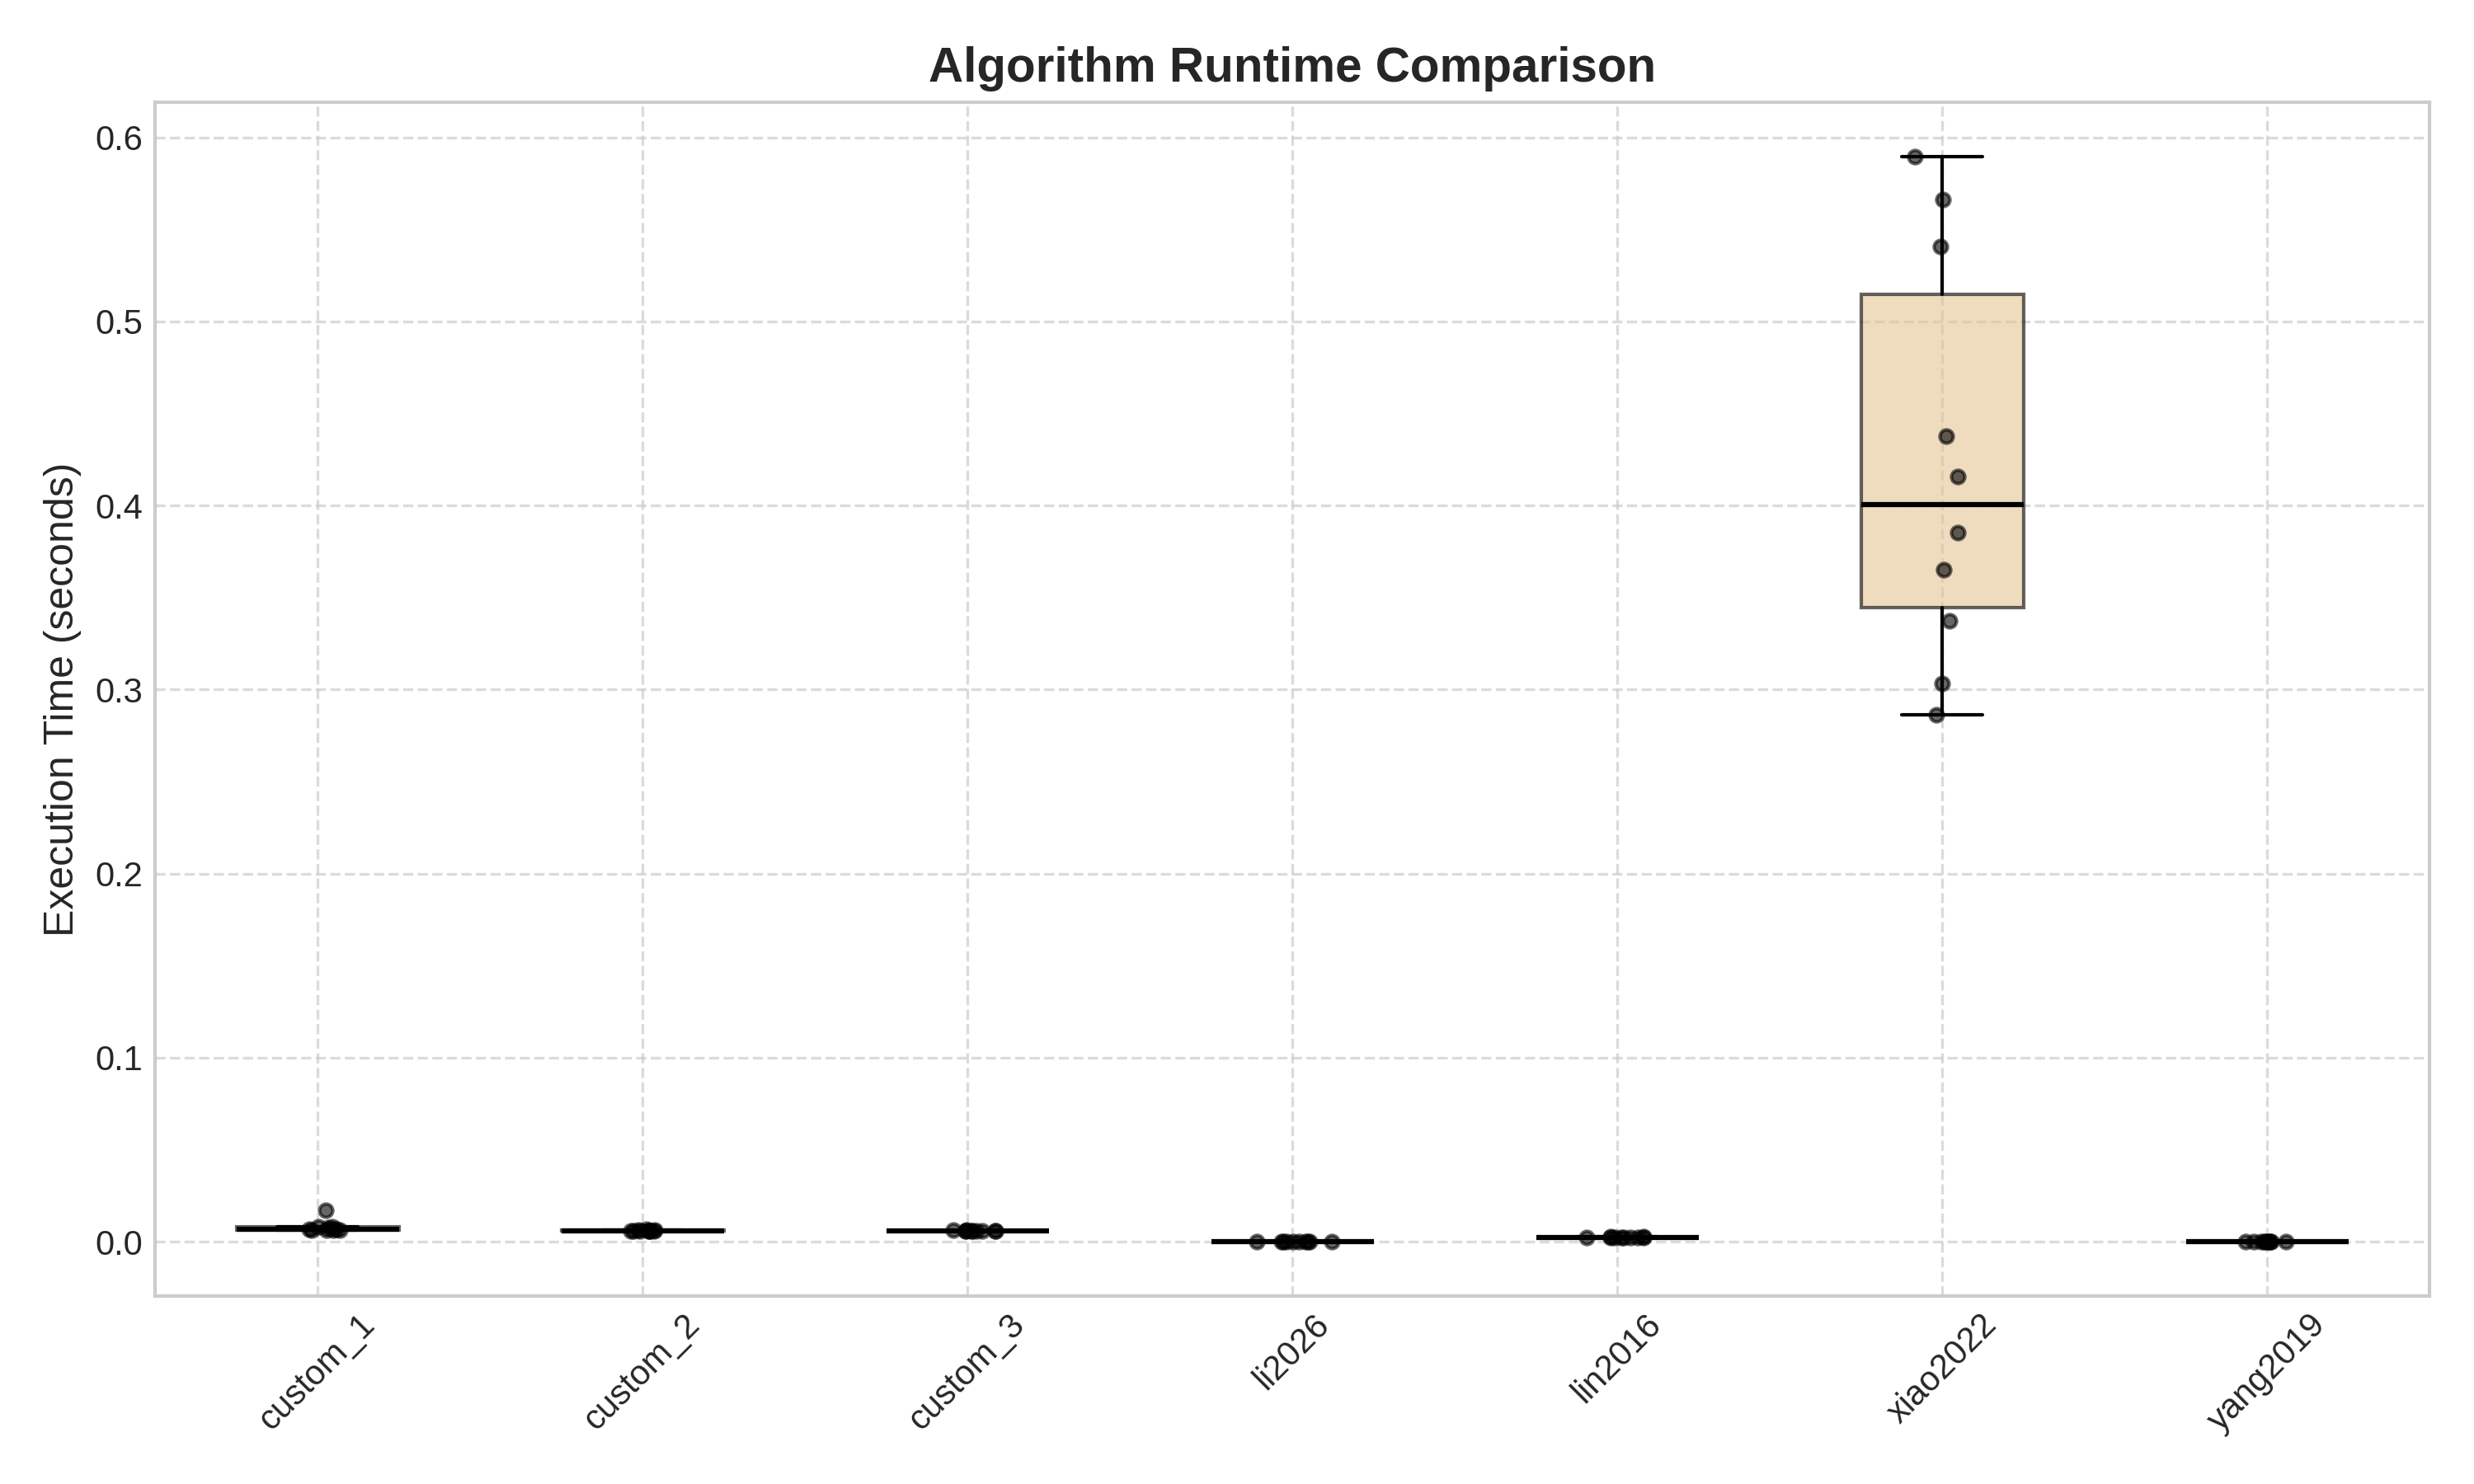 Algorithm Runtime Comparison
Execution Time (seconds)
0.6
0.5
0.4
0.3
0.2
0.1
0.0
custom_1
custom_2
custom_3
li2026
lin2016
xiao2022
yang2019